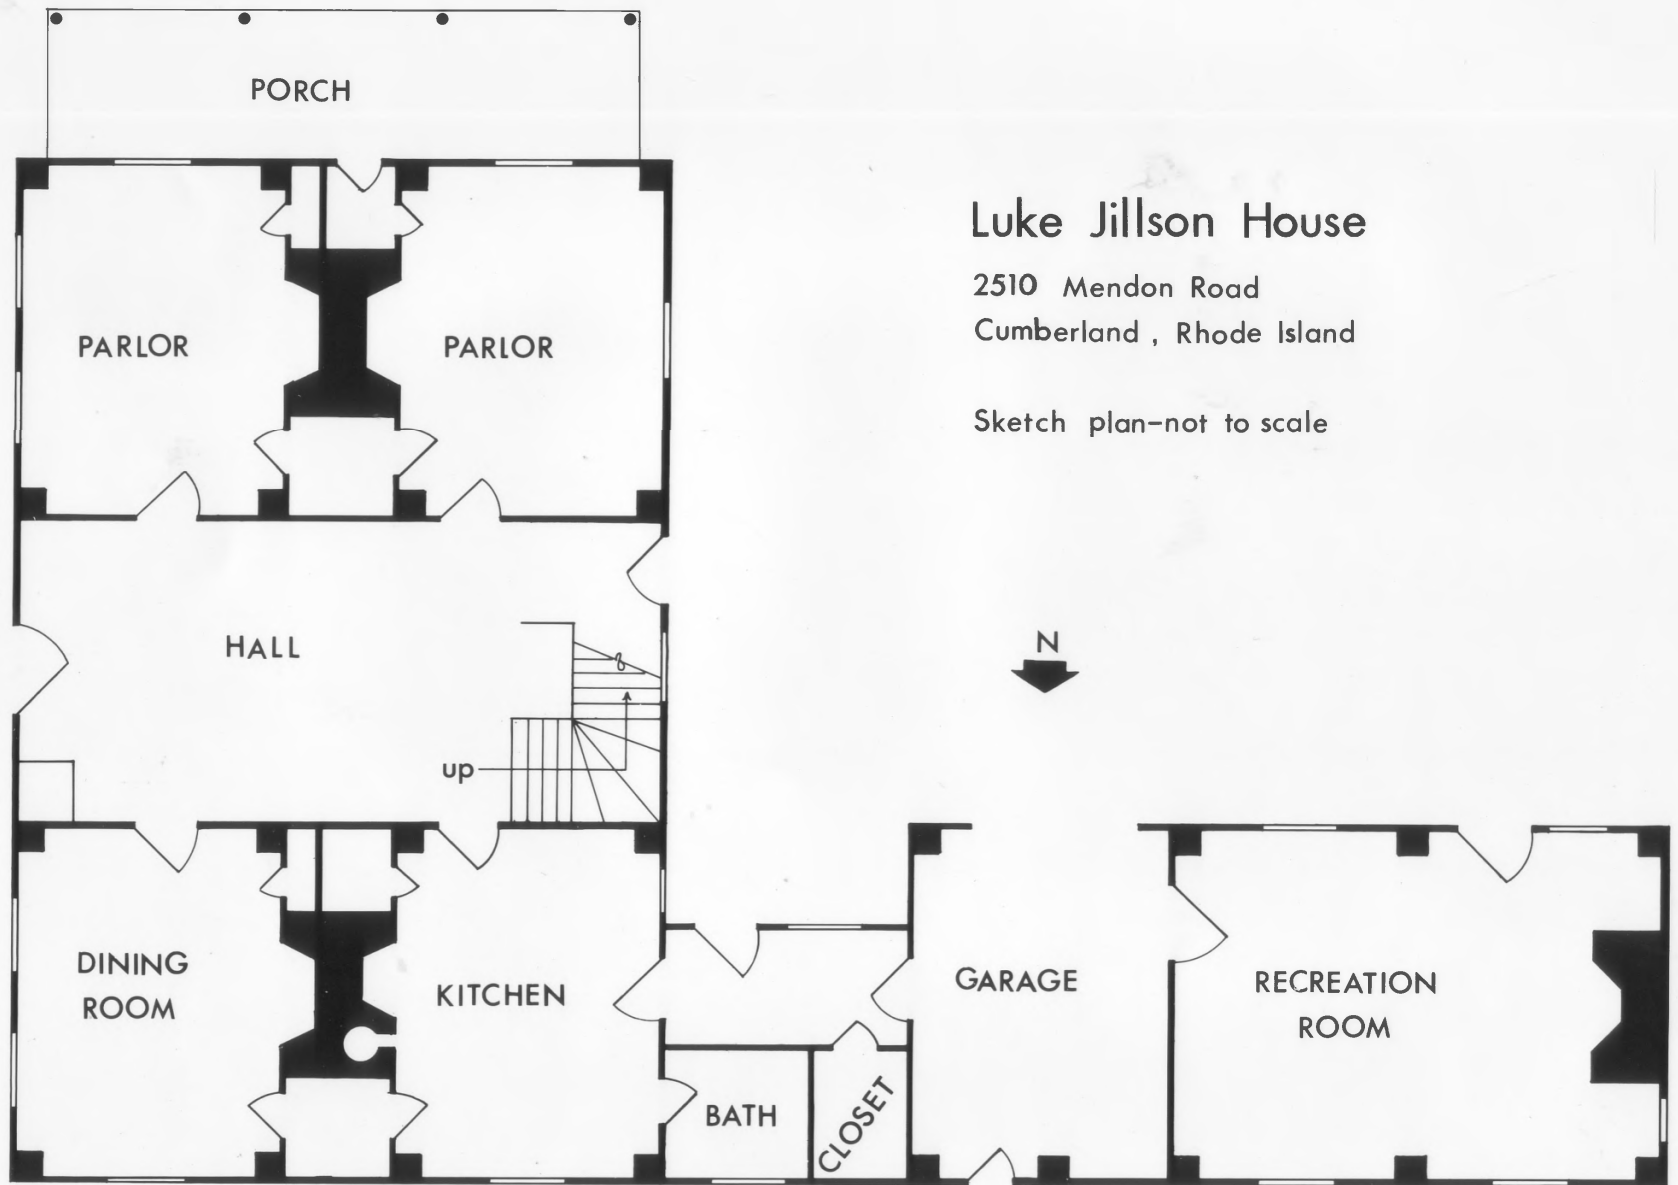 PORCH
Luke Jillson House
2510 Mendon Road
Cumberland, Rhode Island
Sketch plan-not to scale
PARLOR
PARLOR
HALL
N
up
DINING
ROOM
KITCHEN
GARAGE
RECREATION
ROOM
BATH
CLOSET